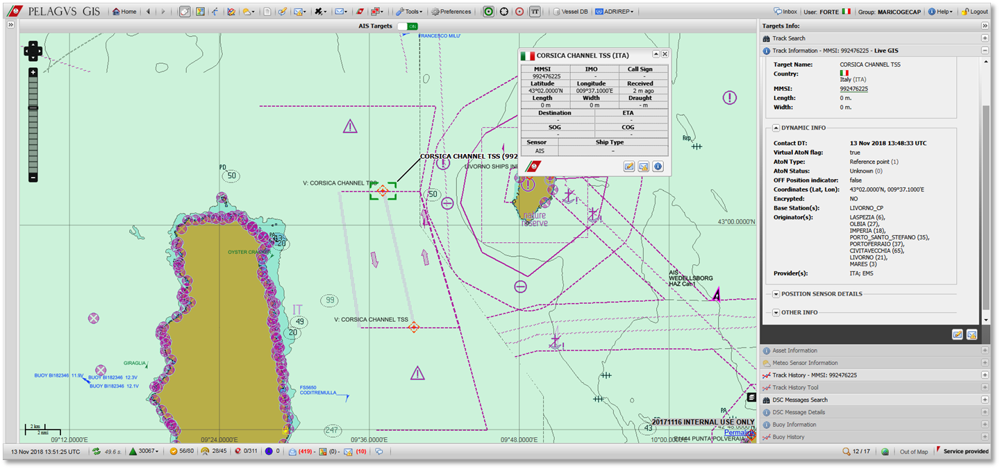 PELAGVS GIS
Home
Tools
Preferences
TT
Vessel DB
ADRIREP
Inbox
User: FORTE
Group: MARICOGECAP
Help
Logout
AIS Targets
ON
FRANCESCO MILU'
CORSICA CHANNEL TSS (ITA)
MMSI IMO Call Sign
992476225 - -
Latitude Longitude Received
43°02.0000'N 009°37.1000'E 2 m ago
Length Width Draught
0 m 0 m - m
Destination ETA
- -
SOG COG
- -
Sensor Ship Type
AIS -
Rep
CORSICA CHANNEL TSS (992
LIVORNO SHIPS IN
PD
50
V: CORSICA CHANNEL TSS
50
nature
reserve
43°00.0000'N
PA
20
OYSTER CRA
AIS
WEDELLSBORG
HAZ Cat-1
IT
99
49
20
V: CORSICA CHANNEL TSS
GIRAGLIA
BUOY BI182346 11.9V
BUOY BI182346 12.3V
BUOY BI182346 12.1V
FS5650
CODITREMULLA
PA
247
43
20171116 INTERNAL USE ONLY
Permalink
PUNTA POLVERAIA
2 km
2 nmi
09°12.0000'E
09°24.0000'E
09°36.0000'E
09°48.0000'E
10°00.0000'E
Targets Info:
Track Search
Track Information - MMSI: 992476225 - Live GIS
Target Name: CORSICA CHANNEL TSS
Country:
Italy (ITA)
MMSI: 992476225
Length: 0 m.
Width: 0 m.
DYNAMIC INFO
Contact DT: 13 Nov 2018 13:48:33 UTC
Virtual AtoN flag: true
AtoN Type: Reference point (1)
AtoN Status: Unknown (0)
OFF Position indicator: false
Coordinates (Lat, Lon): 43°02.0000'N, 009°37.1000'E
Encrypted: NO
Base Station(s): LIVORNO_CP
Originator(s): LASPEZIA (6),
OLBIA (27),
IMPERIA (18),
PORTO_SANTO_STEFANO (35),
PORTOFERRAIO (37),
CIVITAVECCHIA (65),
LIVORNO (21),
MARES (3)
Provider(s): ITA; EMS
POSITION SENSOR DETAILS
OTHER INFO
Asset Information
Meteo Sensor Information
Track History - MMSI: 992476225
Track History Tool
DSC Messages Search
DSC Message Details
Buoy Information
Buoy History
13 Nov 2018 13:51:25 UTC
49.6 s.
30067
56/80
28/45
0/311
0
(419) -
(0) -
(10)
12 / 17
Out of Map
Service provided